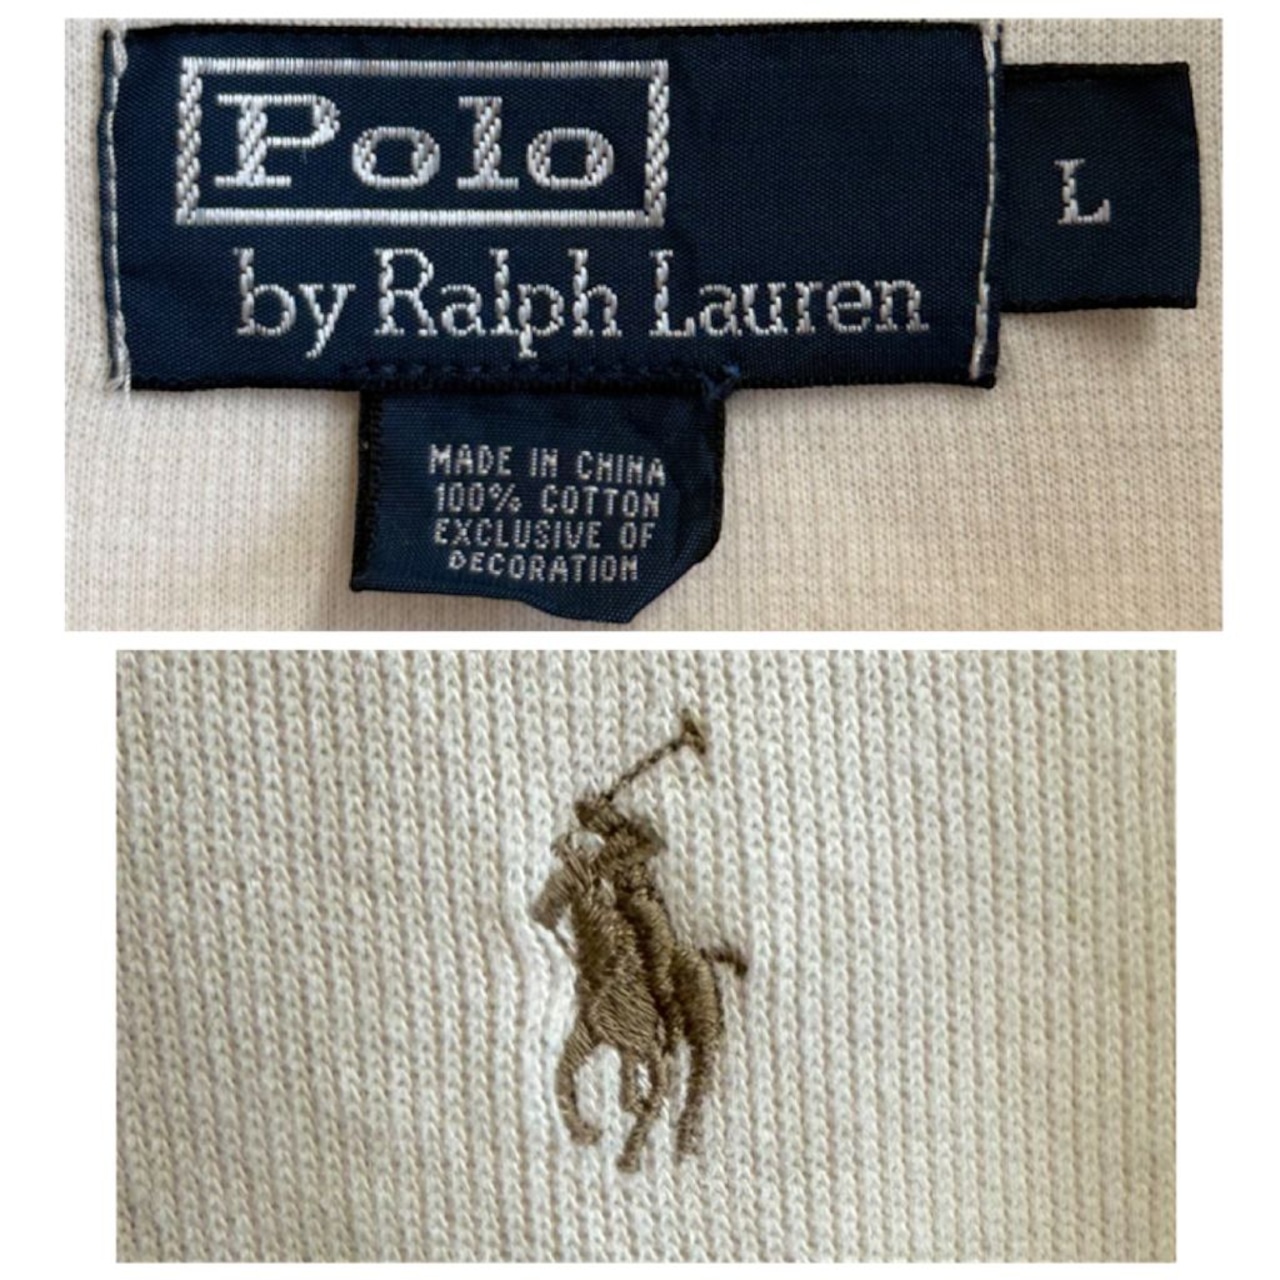 Polo
by Ralph Lauren
L
MADE IN CHINA
100% COTTON
EXCLUSIVE OF
DECORATION